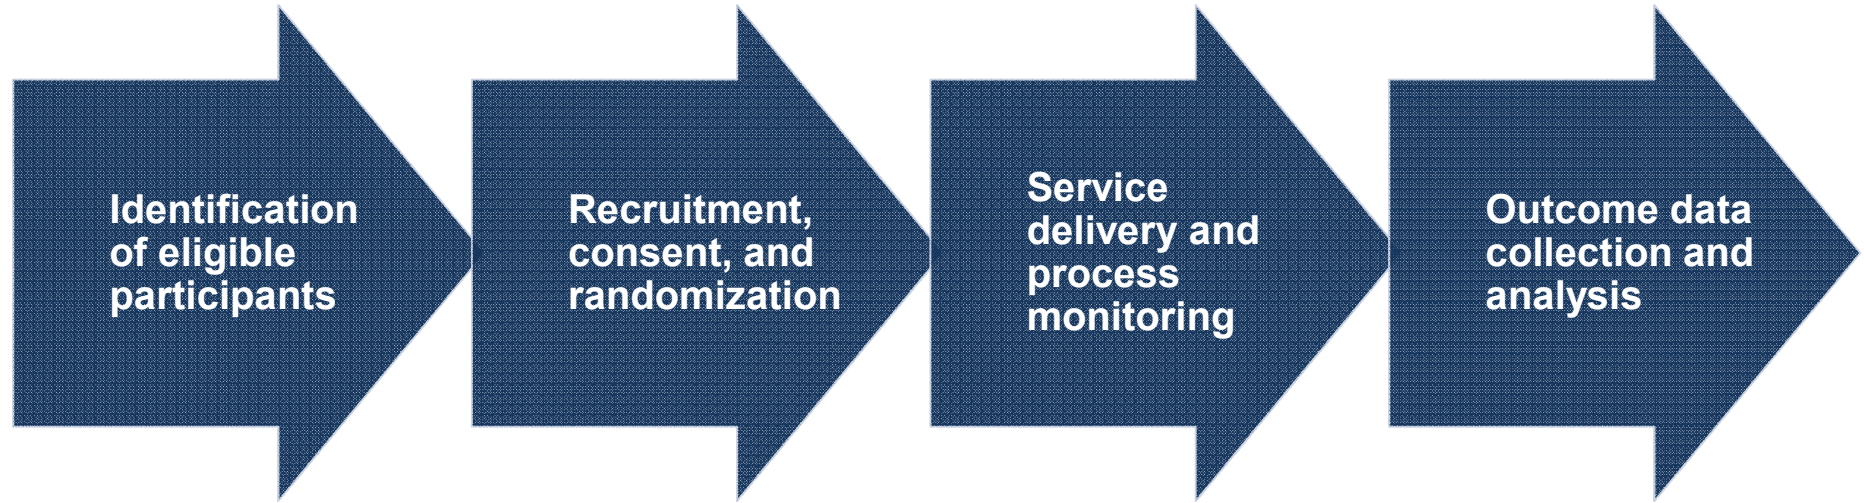 Identification
of eligible
participants
Recruitment,
consent, and
randomization
Service
delivery and
process
monitoring
Outcome data
collection and
analysis